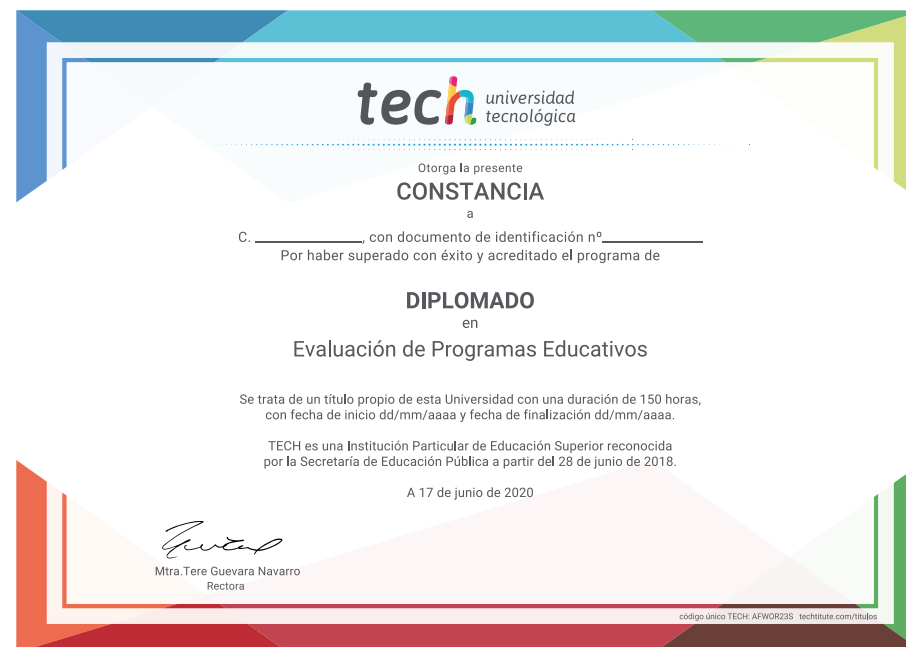 tech universidad
tecnológica
Otorga la presente
CONSTANCIA
a
C. ______________, con documento de identificación nº_____________
Por haber superado con éxito y acreditado el programa de
DIPLOMADO
en
Evaluación de Programas Educativos
Se trata de un título propio de esta Universidad con una duración de 150 horas,
con fecha de inicio dd/mm/aaaa y fecha de finalización dd/mm/aaaa.
TECH es una Institución Particular de Educación Superior reconocida
por la Secretaría de Educación Pública a partir del 28 de junio de 2018.
A 17 de junio de 2020
Mtra.Tere Guevara Navarro
Rectora
código único TECH: AFWOR23S techtitute.com/titulos